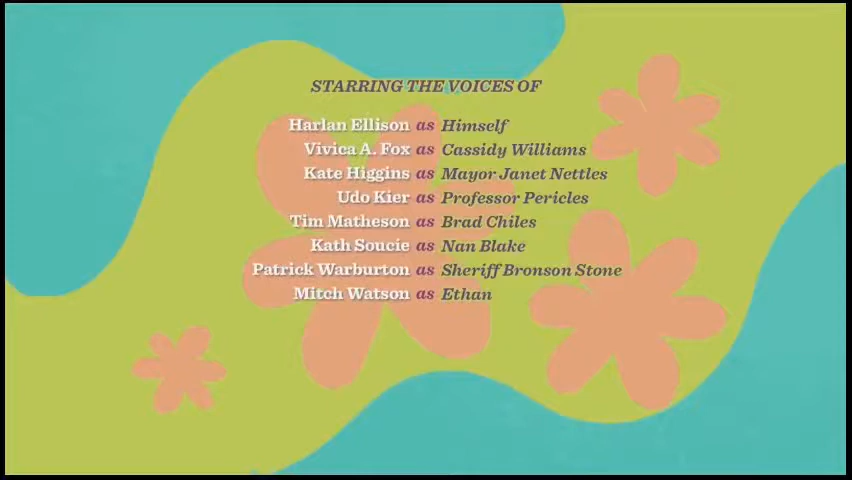 STARRING THE VOICES OF
Harlan Ellison as Himself
Vivica A. Fox as Cassidy Williams
Kate Higgins as Mayor Janet Nettles
Udo Kier as Professor Pericles
Tim Matheson as Brad Chiles
Kath Soucie as Nan Blake
Patrick Warburton as Sheriff Bronson Stone
Mitch Watson as Ethan